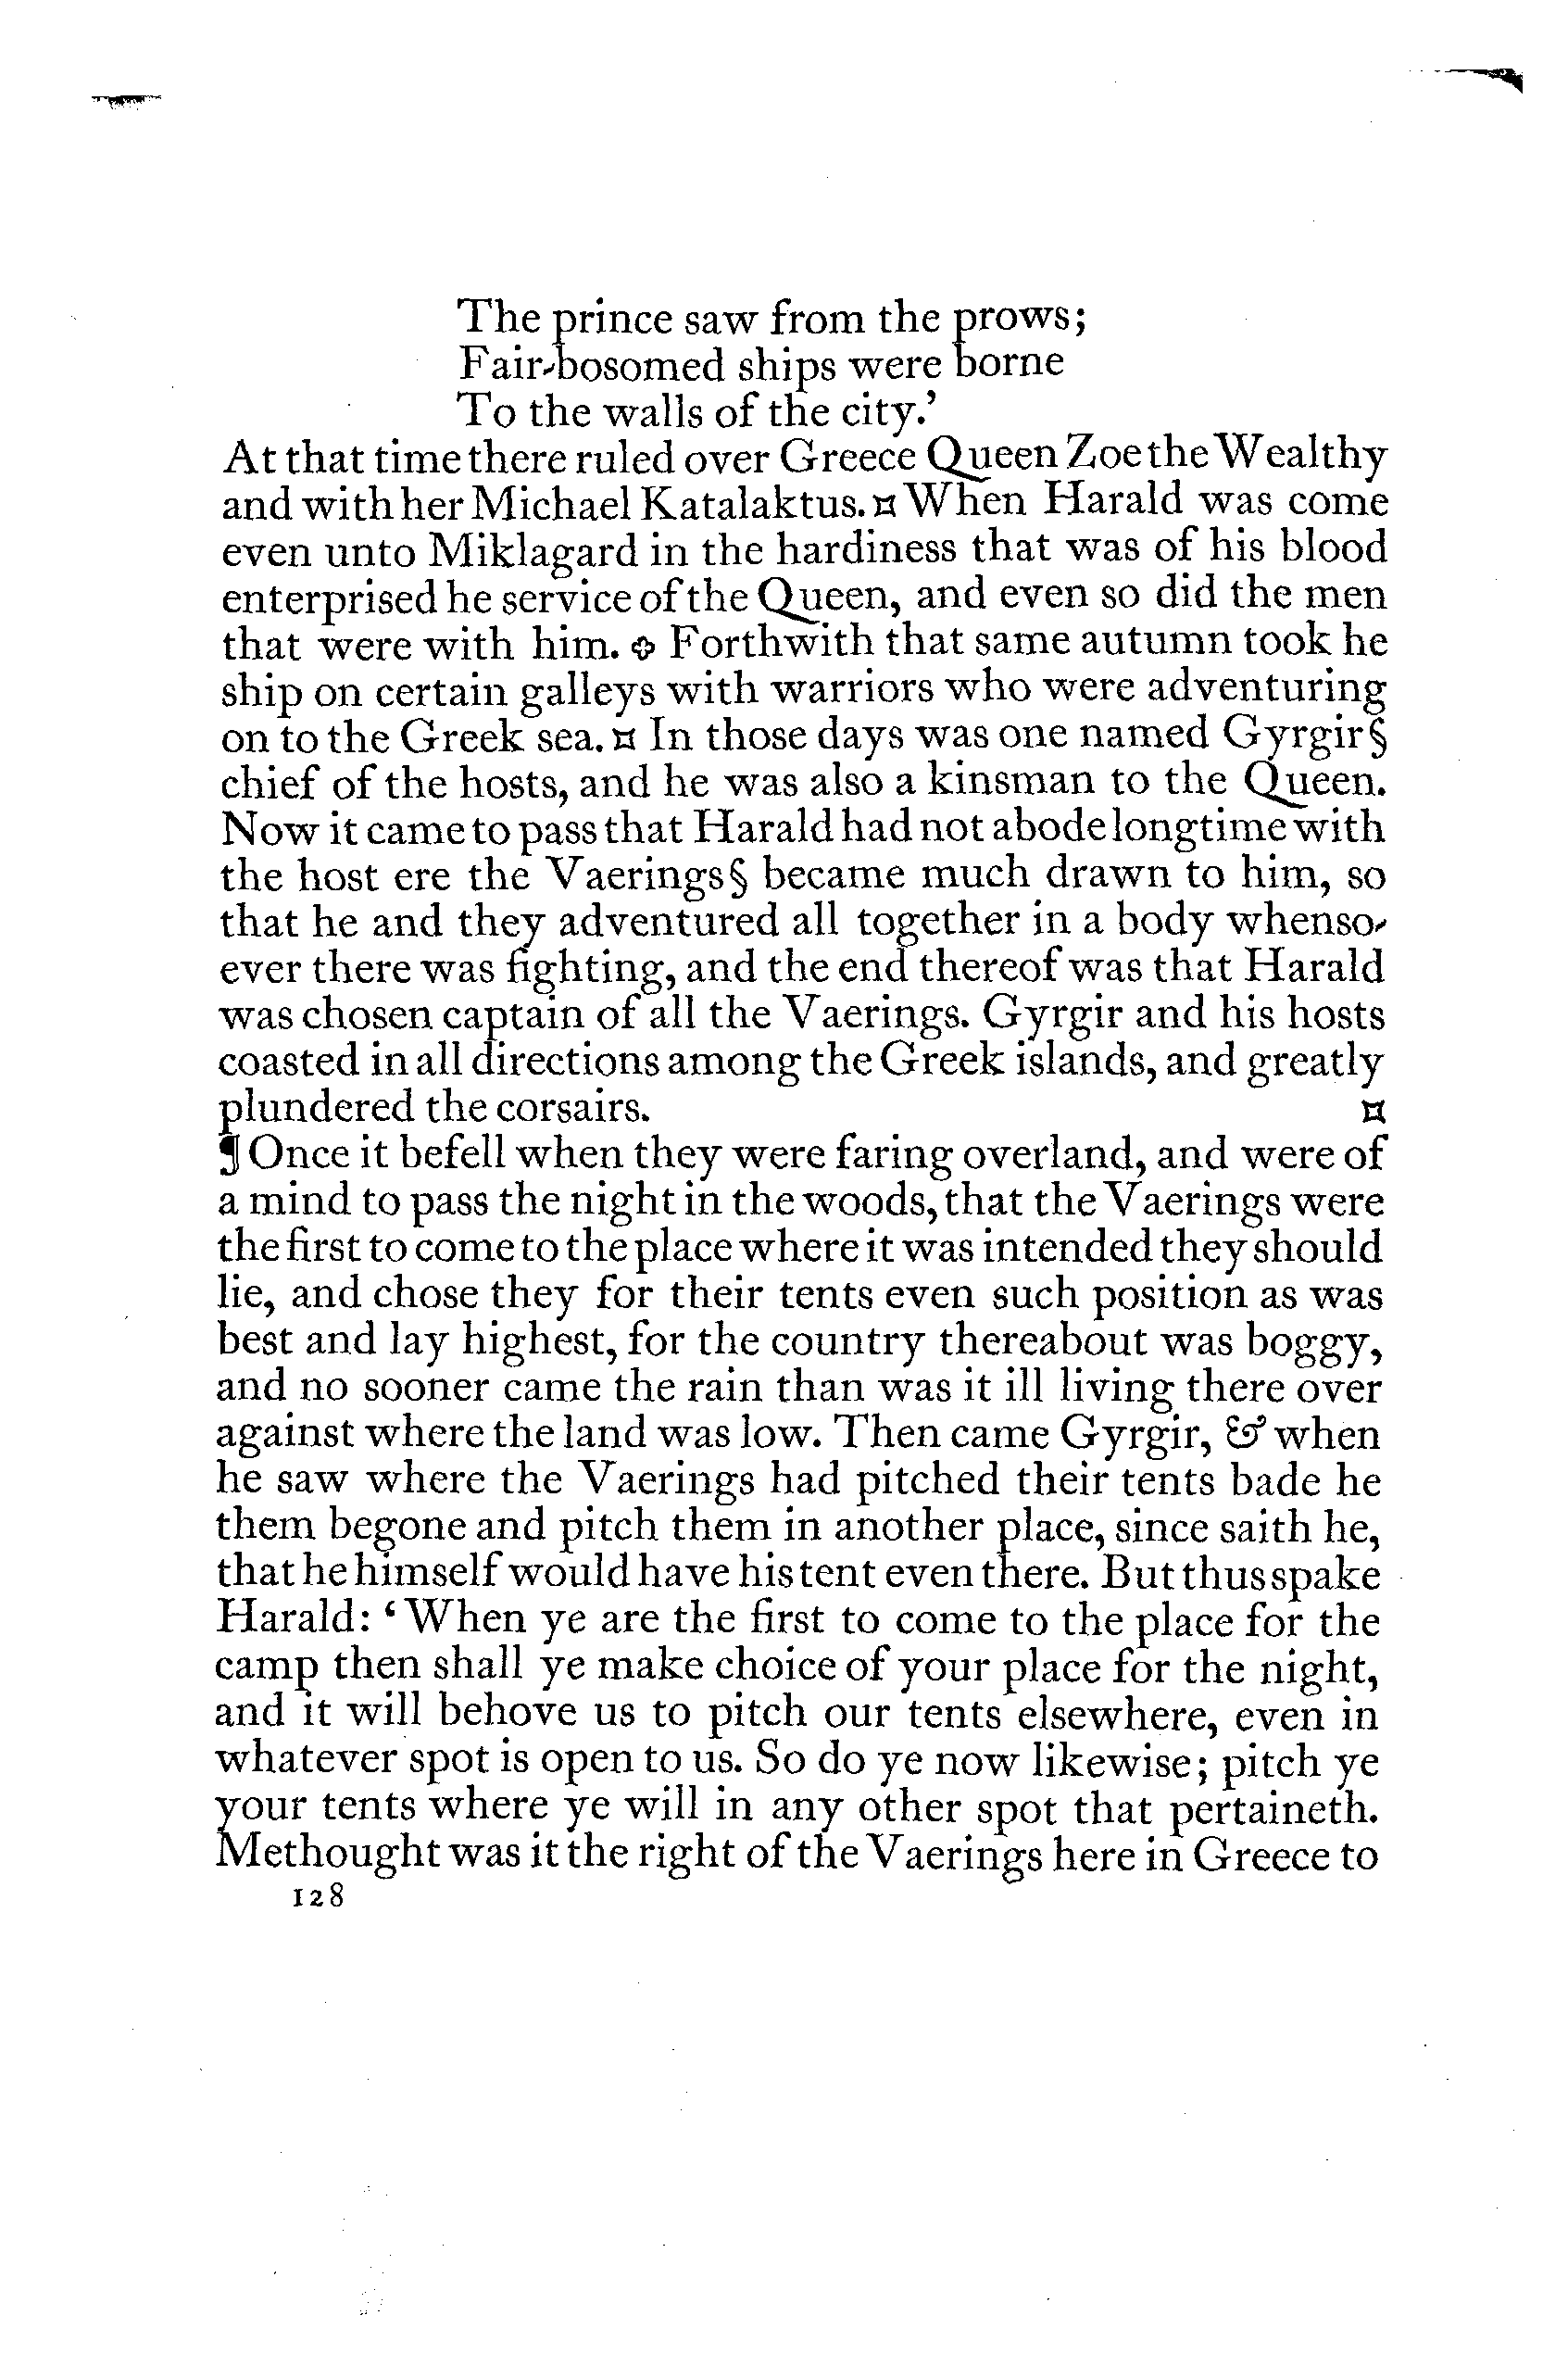 The prince saw from the prows;
Fair-bosomed ships were borne
To the walls of the city.’
At that time there ruled over Greece Queen Zoe the Wealthy
and with her Michael Katalaktus. ¤ When Harald was come
even unto Miklagard in the hardiness that was of his blood
enterprised he service of the Queen, and even so did the men
that were with him. ✥ Forthwith that same autumn took he
ship on certain galleys with warriors who were adventuring
on to the Greek sea. ¤ In those days was one named Gyrgir§
chief of the hosts, and he was also a kinsman to the Queen.
Now it came to pass that Harald had not abode long time with
the host ere the Vaerings§ became much drawn to him, so
that he and they adventured all together in a body whenso-
ever there was fighting, and the end thereof was that Harald
was chosen captain of all the Vaerings. Gyrgir and his hosts
coasted in all directions among the Greek islands, and greatly
plundered the corsairs. ¤
¶ Once it befell when they were faring overland, and were of
a mind to pass the night in the woods, that the Vaerings were
the first to come to the place where it was intended they should
lie, and chose they for their tents even such position as was
best and lay highest, for the country thereabout was boggy,
and no sooner came the rain than was it ill living there over
against where the land was low. Then came Gyrgir, & when
he saw where the Vaerings had pitched their tents bade he
them begone and pitch them in another place, since saith he,
that he himself would have his tent even there. But thus spake
Harald: ‘When ye are the first to come to the place for the
camp then shall ye make choice of your place for the night,
and it will behove us to pitch our tents elsewhere, even in
whatever spot is open to us. So do ye now likewise; pitch ye
your tents where ye will in any other spot that pertaineth.
Methought was it the right of the Vaerings here in Greece to
128